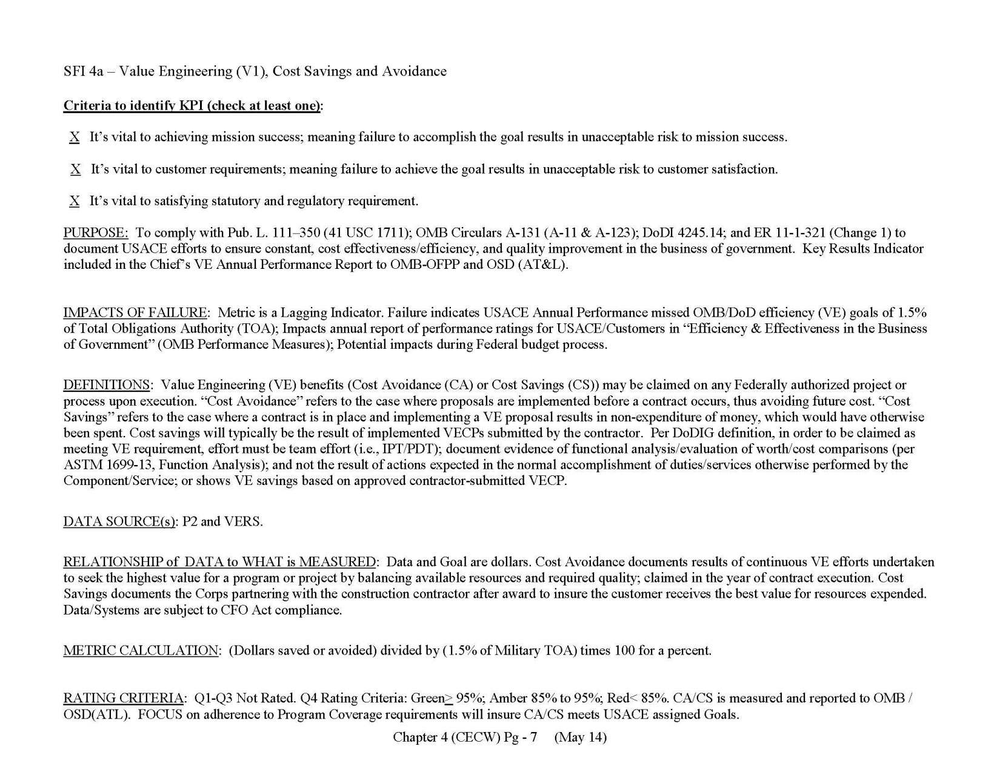 SFI 4a – Value Engineering (V1), Cost Savings and Avoidance
Criteria to identify KPI (check at least one):
X It’s vital to achieving mission success; meaning failure to accomplish the goal results in unacceptable risk to mission success.
X It’s vital to customer requirements; meaning failure to achieve the goal results in unacceptable risk to customer satisfaction.
X It’s vital to satisfying statutory and regulatory requirement.
PURPOSE: To comply with Pub. L. 111–350 (41 USC 1711); OMB Circulars A-131 (A-11 & A-123); DoDI 4245.14; and ER 11-1-321 (Change 1) to
document USACE efforts to ensure constant, cost effectiveness/efficiency, and quality improvement in the business of government. Key Results Indicator
included in the Chief’s VE Annual Performance Report to OMB-OFPP and OSD (AT&L).
IMPACTS OF FAILURE: Metric is a Lagging Indicator. Failure indicates USACE Annual Performance missed OMB/DoD efficiency (VE) goals of 1.5%
of Total Obligations Authority (TOA); Impacts annual report of performance ratings for USACE/Customers in “Efficiency & Effectiveness in the Business
of Government” (OMB Performance Measures); Potential impacts during Federal budget process.
DEFINITIONS: Value Engineering (VE) benefits (Cost Avoidance (CA) or Cost Savings (CS)) may be claimed on any Federally authorized project or
process upon execution. “Cost Avoidance” refers to the case where proposals are implemented before a contract occurs, thus avoiding future cost. “Cost
Savings” refers to the case where a contract is in place and implementing a VE proposal results in non-expenditure of money, which would have otherwise
been spent. Cost savings will typically be the result of implemented VECPs submitted by the contractor. Per DoDIG definition, in order to be claimed as
meeting VE requirement, effort must be team effort (i.e., IPT/PDT); document evidence of functional analysis/evaluation of worth/cost comparisons (per
ASTM 1699-13, Function Analysis); and not the result of actions expected in the normal accomplishment of duties/services otherwise performed by the
Component/Service; or shows VE savings based on approved contractor-submitted VECP.
DATA SOURCE(s): P2 and VERS.
RELATIONSHIP of DATA to WHAT is MEASURED: Data and Goal are dollars. Cost Avoidance documents results of continuous VE efforts undertaken
to seek the highest value for a program or project by balancing available resources and required quality; claimed in the year of contract execution. Cost
Savings documents the Corps partnering with the construction contractor after award to insure the customer receives the best value for resources expended.
Data/Systems are subject to CFO Act compliance.
METRIC CALCULATION: (Dollars saved or avoided) divided by (1.5% of Military TOA) times 100 for a percent.
RATING CRITERIA: Q1-Q3 Not Rated. Q4 Rating Criteria: Green> 95%; Amber 85% to 95%; Red< 85%. CA/CS is measured and reported to OMB /
OSD(ATL). FOCUS on adherence to Program Coverage requirements will insure CA/CS meets USACE assigned Goals.
Chapter 4 (CECW) Pg - 7 (May 14)